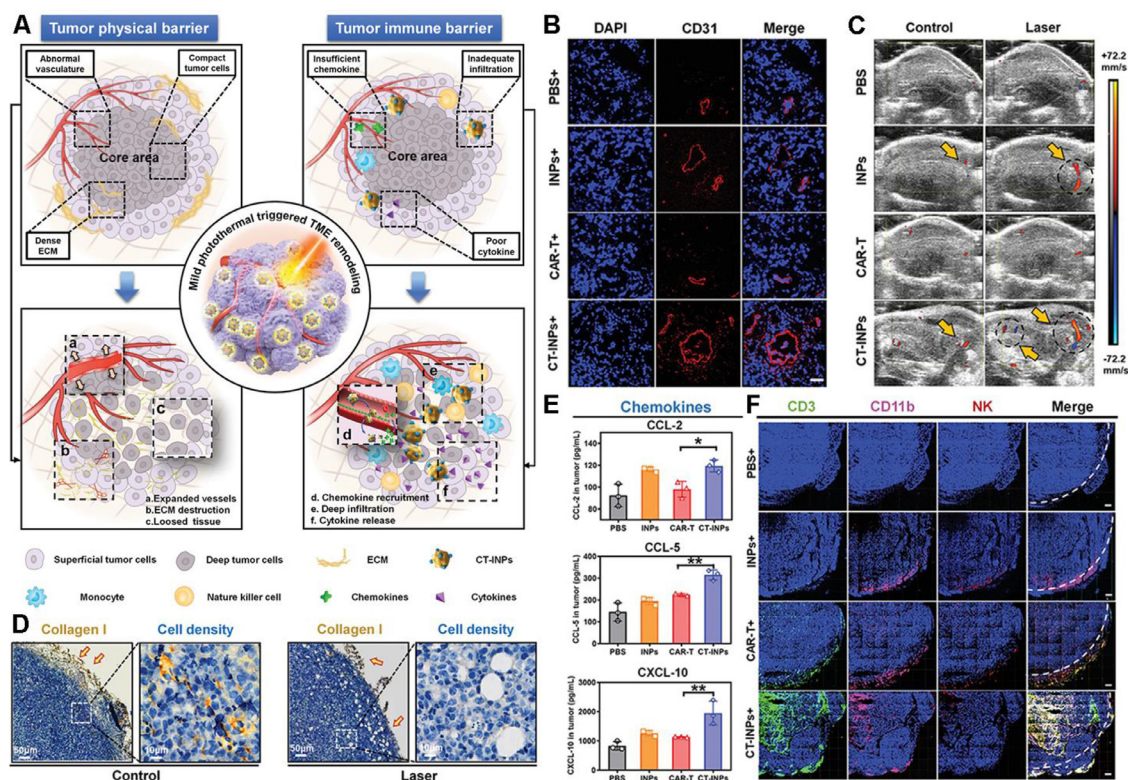 A
Tumor physical barrier
Tumor immune barrier
Abnormal
vasculature
Compact
tumor cells
Insufficient
chemokine
Inadequate
infiltration
Core area
Core area
Dense
ECM
Poor
cytokine
Mild photothermal triggered TME remodeling
a
b
c
a.Expanded vessels
b.ECM destruction
c.Loosed tissue
d
e
f
d. Chemokine recruitment
e. Deep infiltration
f. Cytokine release
Superficial tumor cells
Deep tumor cells
ECM
CT-INPs
Monocyte
Nature killer cell
Chemokines
Cytokines
B
DAPI
CD31
Merge
PBS+
INPs+
CAR-T+
CT-INPs+
C
Control
Laser
PBS
INPs
CAR-T
CT-INPs
+72.2
mm/s
-72.2
mm/s
D
Collagen I
Cell density
Collagen I
Cell density
50μm
10μm
50μm
10μm
Control
Laser
E
Chemokines
CCL-2
CCL-2 in tumor (pg/mL)
140
120
100
80
*
PBS
INPs
CAR-T
CT-INPs
CCL-5
CCL-5 in tumor (pg/mL)
400
300
200
100
0
**
PBS
INPs
CAR-T
CT-INPs
CXCL-10
CXCL-10 in tumor (pg/mL)
3000
2000
1000
0
**
PBS
INPs
CAR-T
CT-INPs
F
CD3
CD11b
NK
Merge
PBS+
INPs+
CAR-T+
CT-INPs+